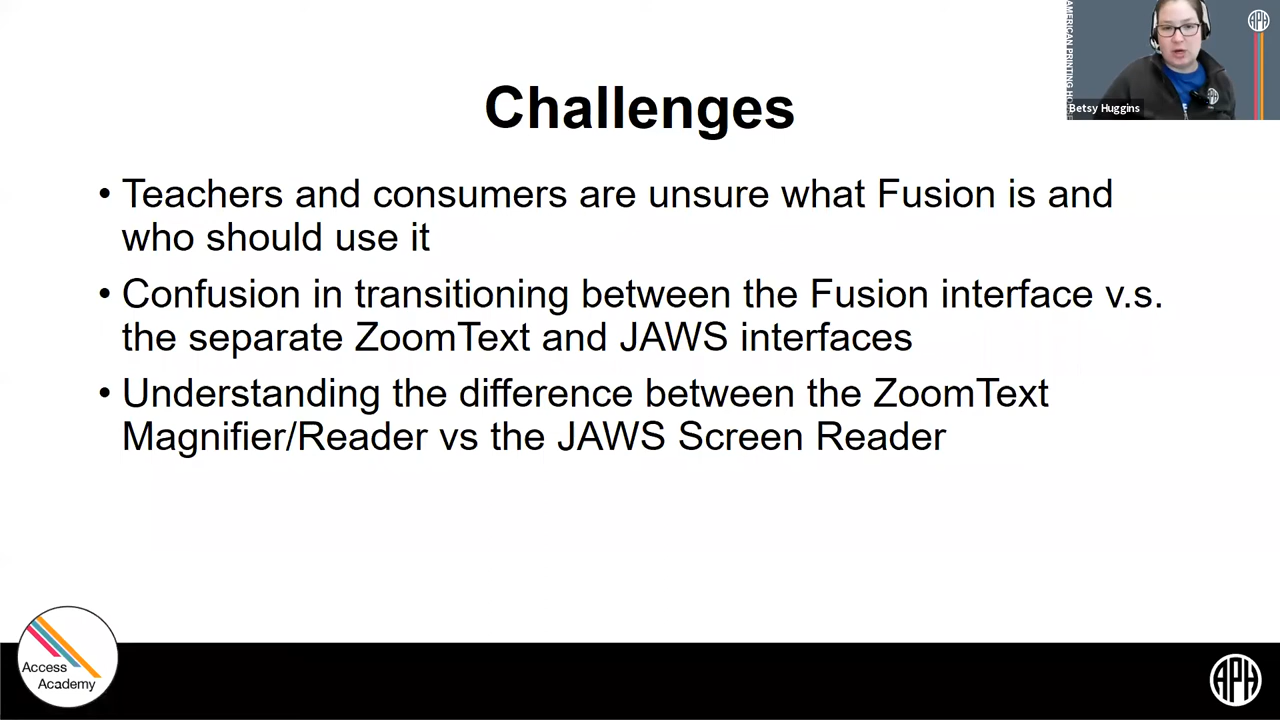 AMERICAN PRINTING HO
APH
Betsy Huggins
Challenges
• Teachers and consumers are unsure what Fusion is and
who should use it
• Confusion in transitioning between the Fusion interface v.s.
the separate ZoomText and JAWS interfaces
• Understanding the difference between the ZoomText
Magnifier/Reader vs the JAWS Screen Reader
Access
Academy
APH